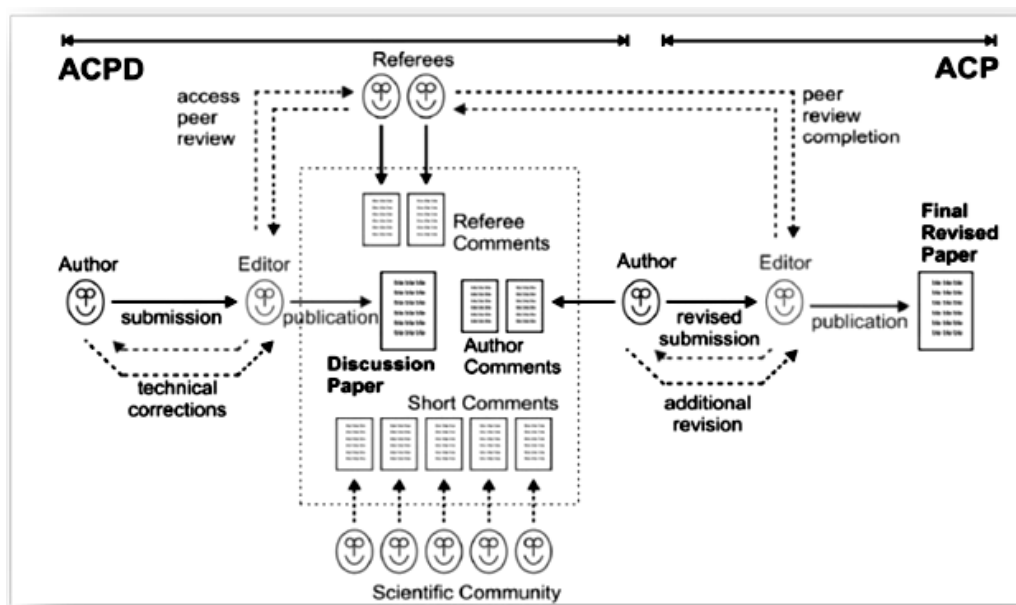 ACPD
Referees
ACP
access
peer
review
peer
review
completion
Referee
Comments
Author
Editor
submission
publication
technical
corrections
Discussion
Paper
Author
Comments
Short Comments
Scientific Community
Author
Editor
revised
submission
publication
additional
revision
Final
Revised
Paper